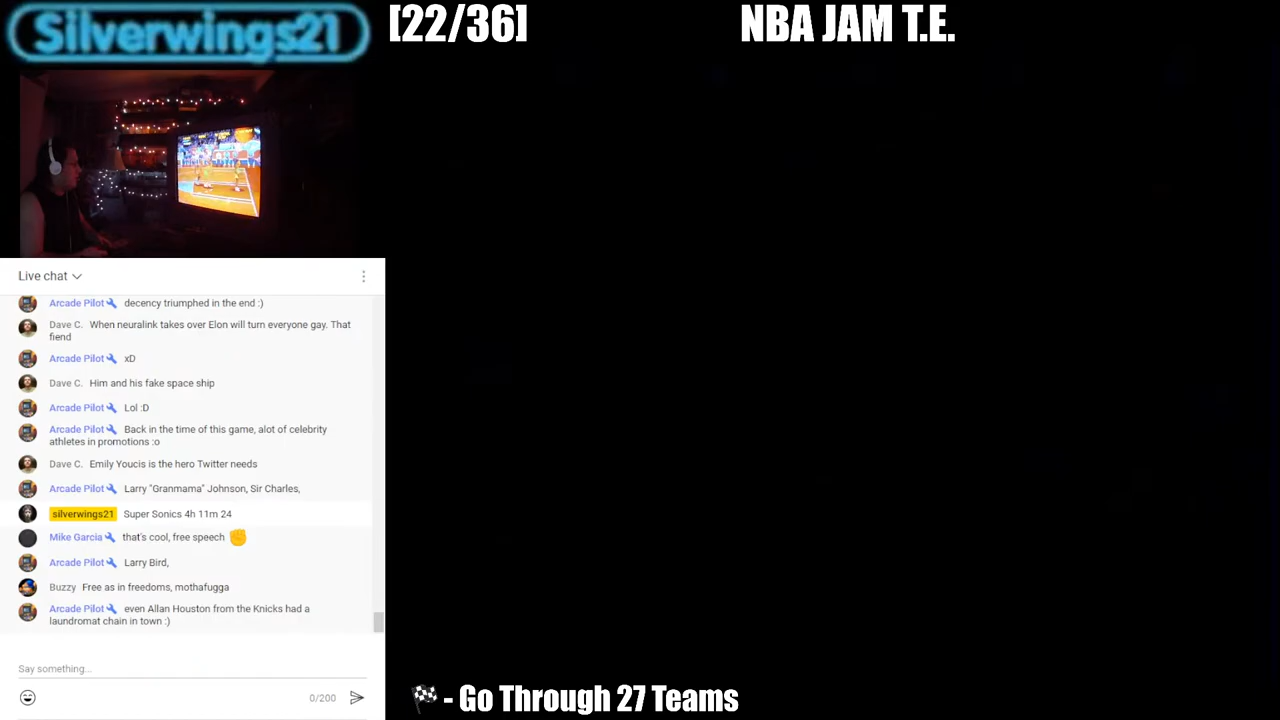 Silverwings21
[22/36]
NBA JAM T.E.
Live chat
Arcade Pilot decency triumphed in the end :)
Dave C. When neuralink takes over Elon will turn everyone gay. That
fiend
Arcade Pilot xD
Dave C. Him and his fake space ship
Arcade Pilot Lol :D
Arcade Pilot Back in the time of this game, alot of celebrity
athletes in promotions :o
Dave C. Emily Youcis is the hero Twitter needs
Arcade Pilot Larry "Granmama" Johnson, Sir Charles,
silverwings21 Super Sonics 4h 11m 24
Mike Garcia that's cool, free speech
Arcade Pilot Larry Bird,
Buzzy Free as in freedoms, mothafugga
Arcade Pilot even Allan Houston from the Knicks had a
laundromat chain in town :)
Say something...
0/200
- Go Through 27 Teams